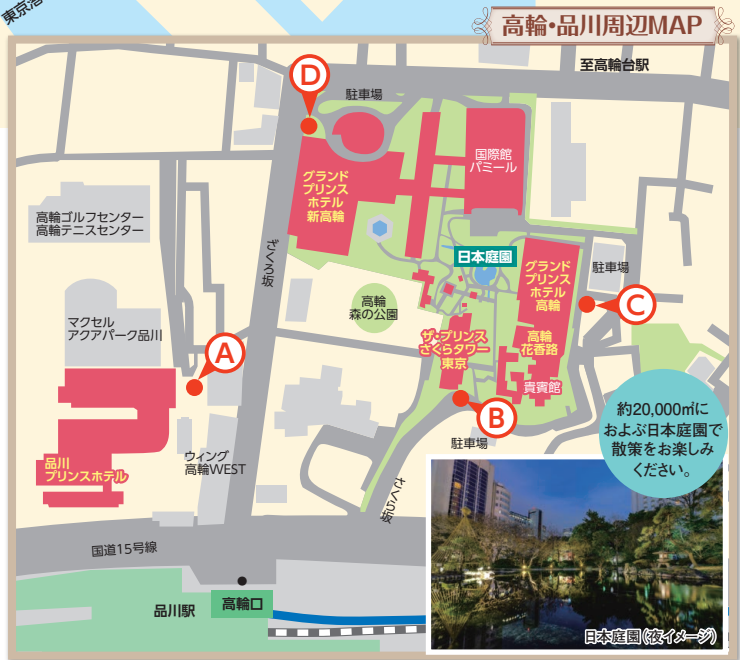 東京湾
高輪・品川周辺MAP
至高輪台駅
D
駐車場
国際館
パミール
グランド
プリンス
ホテル
新高輪
高輪ゴルフセンター
高輪テニスセンター
ざくろ坂
日本庭園
グランド
プリンス
ホテル
高輪
駐車場
C
高輪
森の公園
マクセル
アクアパーク品川
ザ・プリンス
さくらタワー
東京
高輪
花香路
貴賓館
A
B
駐車場
約20,000㎡に
およぶ日本庭園で
散策をお楽しみ
ください。
品川
プリンスホテル
ウィング
高輪WEST
さくら坂
国道15号線
品川駅
高輪口
日本庭園(夜イメージ)